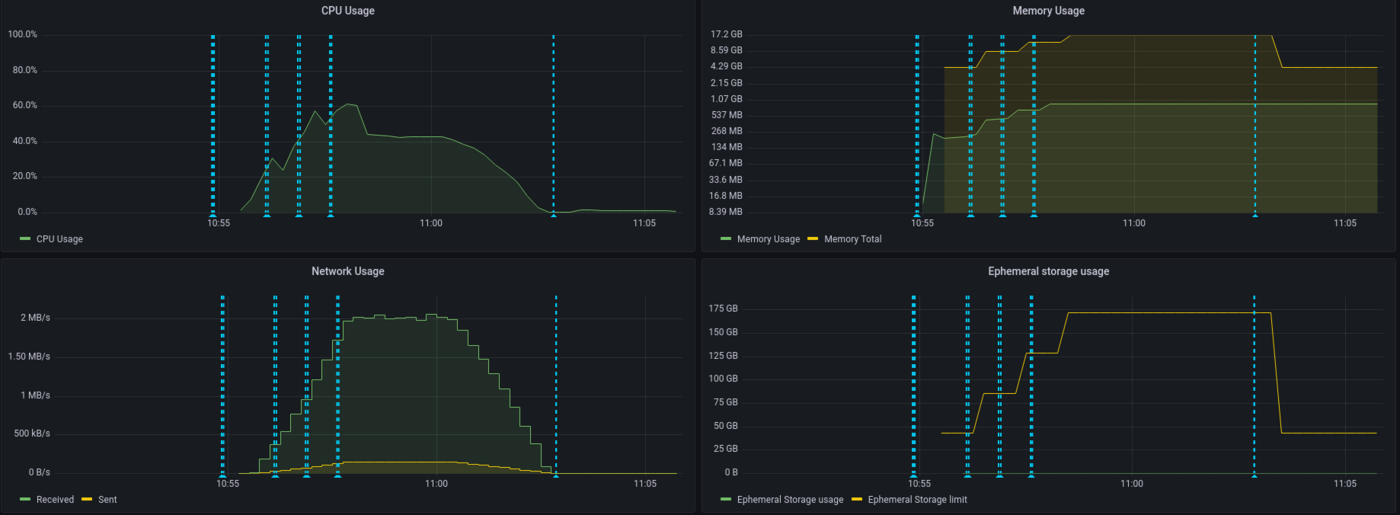 CPU Usage
100.0%
80.0%
60.0%
40.0%
20.0%
0.0%
10:55 11:00 11:05
CPU Usage
Memory Usage
17.2 GB
8.59 GB
4.29 GB
2.15 GB
1.07 GB
537 MB
268 MB
134 MB
67.1 MB
33.6 MB
16.8 MB
8.39 MB
10:55 11:00 11:05
Memory Usage Memory Total
Network Usage
2 MB/s
1.50 MB/s
1 MB/s
500 kB/s
0 B/s
10:55 11:00 11:05
Received Sent
Ephemeral storage usage
175 GB
150 GB
125 GB
100 GB
75 GB
50 GB
25 GB
0 B
10:55 11:00 11:05
Ephemeral Storage usage Ephemeral Storage limit